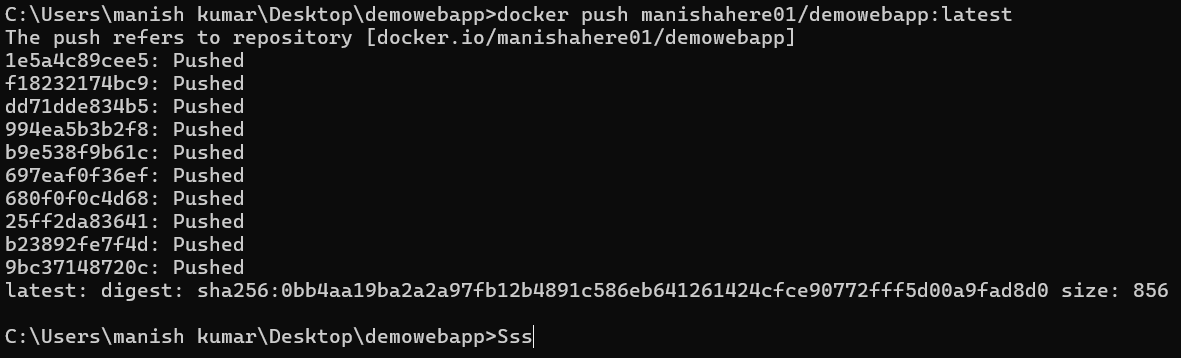 C:\Users\manish kumar\Desktop\demowebapp>docker push manishahere01/demowebapp:latest
The push refers to repository [docker.io/manishahere01/demowebapp]
1e5a4c89cee5: Pushed
f18232174bc9: Pushed
dd71dde834b5: Pushed
994ea5b3b2f8: Pushed
b9e538f9b61c: Pushed
697eaf0f36ef: Pushed
680f0f0c4d68: Pushed
25ff2da83641: Pushed
b23892fe7f4d: Pushed
9bc37148720c: Pushed
latest: digest: sha256:0bb4aa19ba2a2a97fb12b4891c586eb641261424cfce90772fff5d00a9fad8d0 size: 856
C:\Users\manish kumar\Desktop\demowebapp>Sss